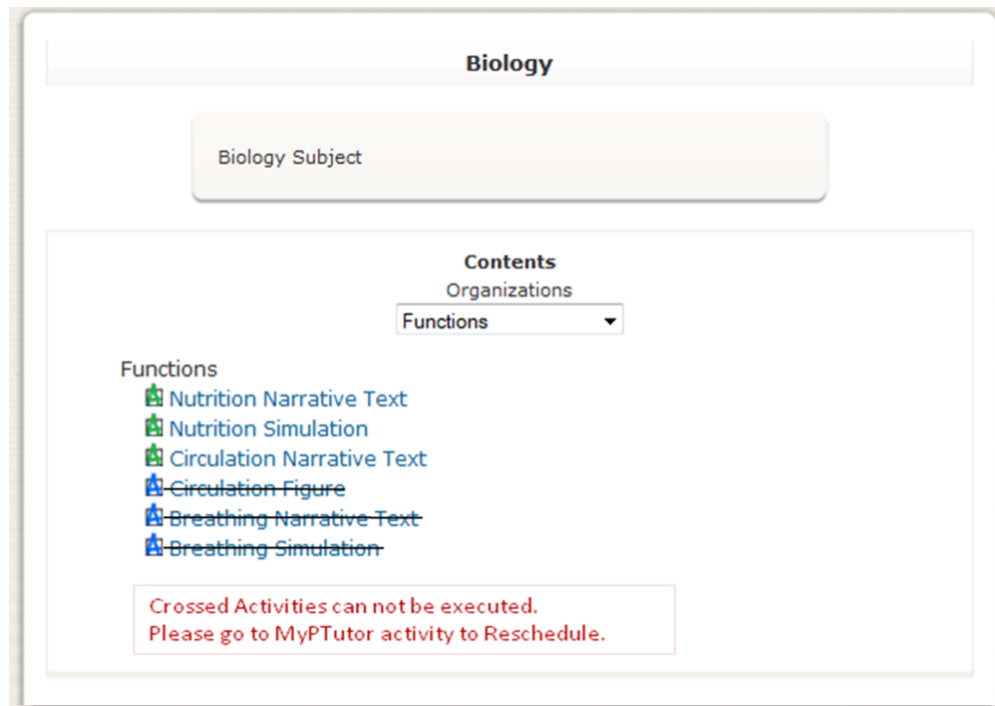 Biology
Biology Subject
Contents
Organizations
Functions
Functions
Nutrition Narrative Text
Nutrition Simulation
Circulation Narrative Text
Circulation Figure
Breathing Narrative Text
Breathing Simulation
Crossed Activities can not be executed.
Please go to MyPTutor activity to Reschedule.